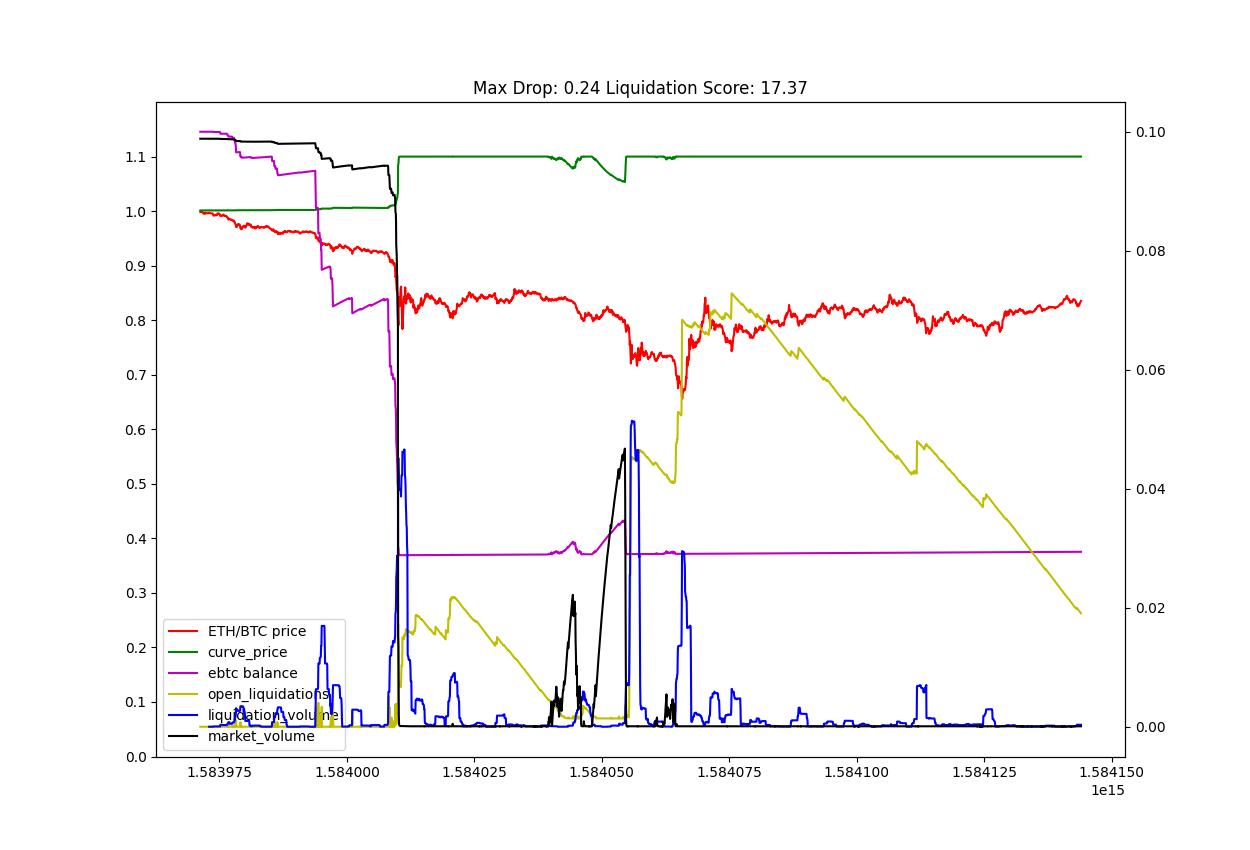 Max Drop: 0.24 Liquidation Score: 17.37
1.1
1.0
0.9
0.8
0.7
0.6
0.5
0.4
0.3
0.2
0.1
0.0
0.10
0.08
0.06
0.04
0.02
0.00
ETH/BTC price
curve_price
ebtc balance
open_liquidations
liquidation_volume
market_volume
1.583975 1.584000 1.584025 1.584050 1.584075 1.584100 1.584125 1.584150
1e15